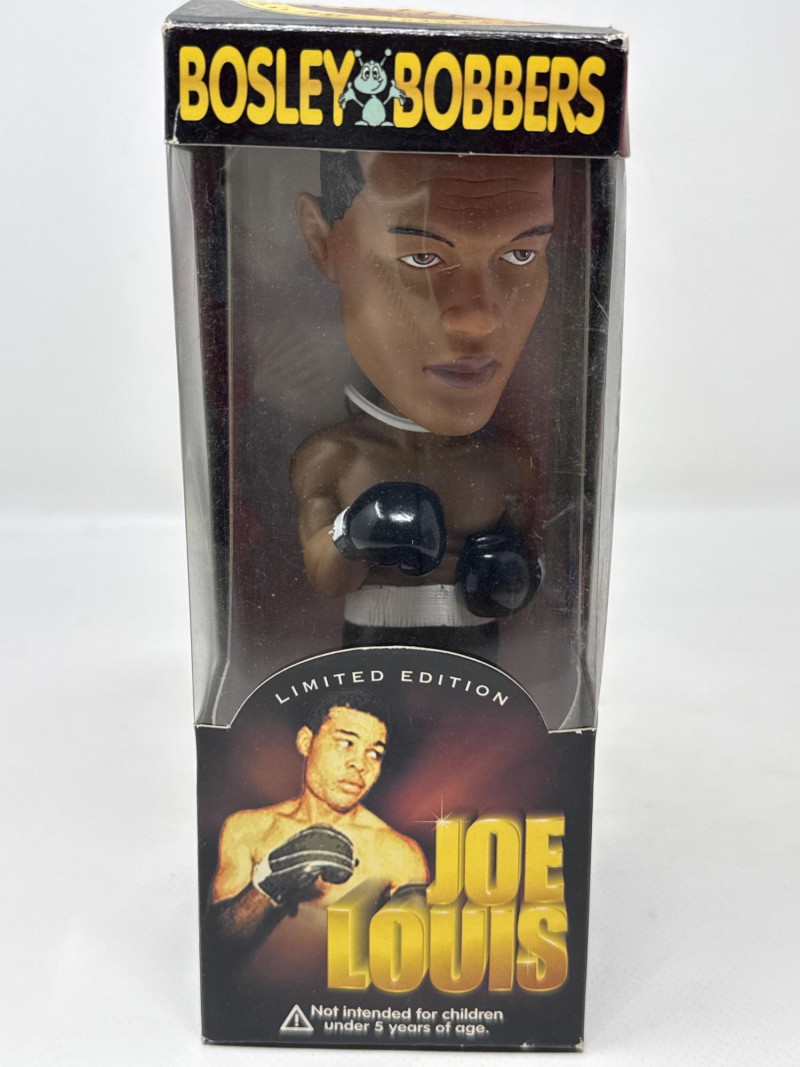 BOSLEY BOBBERS
LIMITED EDITION
JOE
LOUIS
Not intended for children
under 5 years of age.